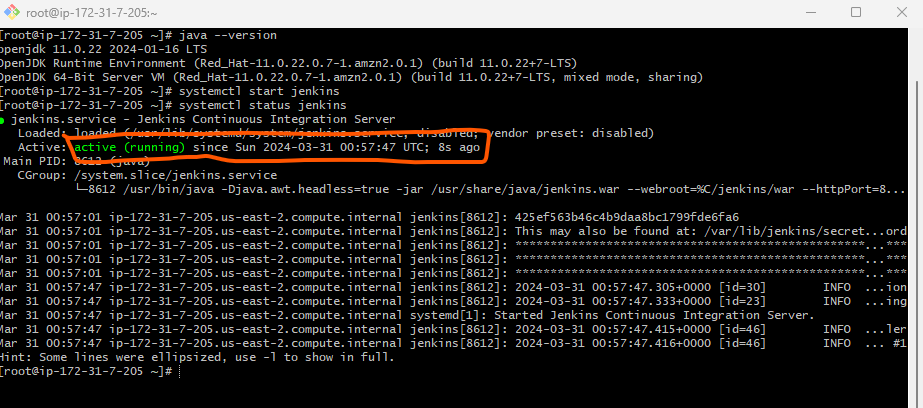 root@ip-172-31-7-205:~
[root@ip-172-31-7-205 ~]# java --version
openjdk 11.0.22 2024-01-16 LTS
OpenJDK Runtime Environment (Red_Hat-11.0.22.0.7-1.amzn2.0.1) (build 11.0.22+7-LTS)
OpenJDK 64-Bit Server VM (Red_Hat-11.0.22.0.7-1.amzn2.0.1) (build 11.0.22+7-LTS, mixed mode, sharing)
[root@ip-172-31-7-205 ~]# systemctl start jenkins
[root@ip-172-31-7-205 ~]# systemctl status jenkins
● jenkins.service - Jenkins Continuous Integration Server
Loaded: loaded (/usr/lib/systemd/system/jenkins.service; disabled; vendor preset: disabled)
Active: active (running) since Sun 2024-03-31 00:57:47 UTC; 8s ago
Main PID: 8612 (java)
CGroup: /system.slice/jenkins.service
└─8612 /usr/bin/java -Djava.awt.headless=true -jar /usr/share/java/jenkins.war --webroot=%C/jenkins/war --httpPort=8...
Mar 31 00:57:01 ip-172-31-7-205.us-east-2.compute.internal jenkins[8612]: 425ef563b46c4b9daa8bc1799fde6fa6
Mar 31 00:57:01 ip-172-31-7-205.us-east-2.compute.internal jenkins[8612]: This may also be found at: /var/lib/jenkins/secret...ord
Mar 31 00:57:01 ip-172-31-7-205.us-east-2.compute.internal jenkins[8612]: *****************************************************...***
Mar 31 00:57:01 ip-172-31-7-205.us-east-2.compute.internal jenkins[8612]: *****************************************************...***
Mar 31 00:57:01 ip-172-31-7-205.us-east-2.compute.internal jenkins[8612]: *****************************************************...***
Mar 31 00:57:47 ip-172-31-7-205.us-east-2.compute.internal jenkins[8612]: 2024-03-31 00:57:47.305+0000 [id=30] INFO ...ion
Mar 31 00:57:47 ip-172-31-7-205.us-east-2.compute.internal jenkins[8612]: 2024-03-31 00:57:47.333+0000 [id=23] INFO ...ing
Mar 31 00:57:47 ip-172-31-7-205.us-east-2.compute.internal systemd[1]: Started Jenkins Continuous Integration Server.
Mar 31 00:57:47 ip-172-31-7-205.us-east-2.compute.internal jenkins[8612]: 2024-03-31 00:57:47.415+0000 [id=46] INFO ...ler
Mar 31 00:57:47 ip-172-31-7-205.us-east-2.compute.internal jenkins[8612]: 2024-03-31 00:57:47.416+0000 [id=46] INFO ... #1
Hint: Some lines were ellipsized, use -l to show in full.
[root@ip-172-31-7-205 ~]#